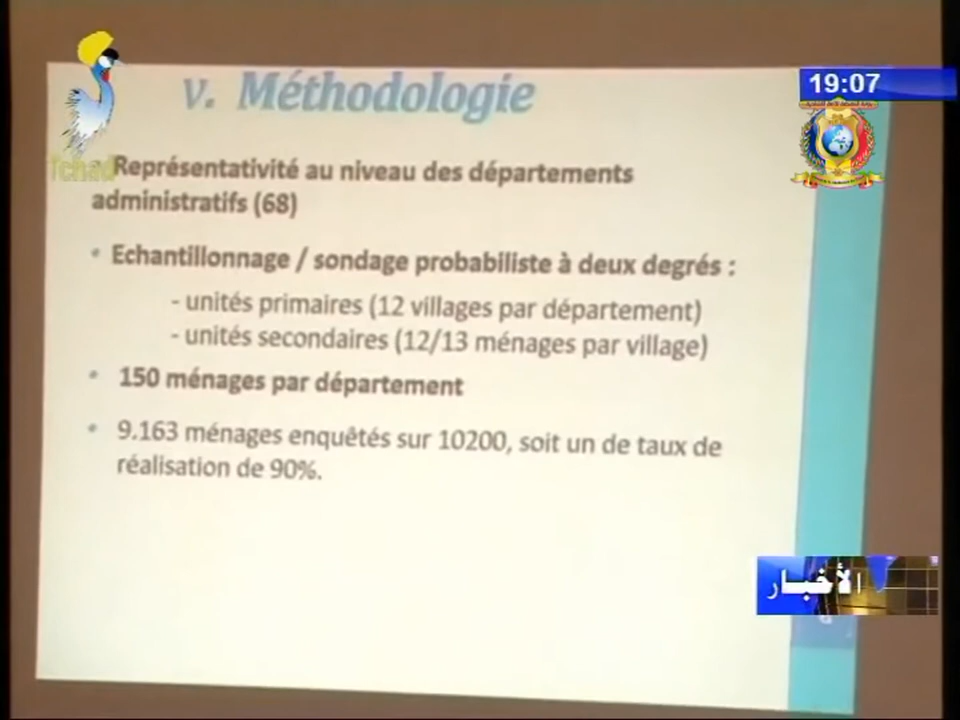 v. Méthodologie
19:07
Tchad
Représentativité au niveau des départements
administratifs (68)
• Echantillonnage / sondage probabiliste à deux degrés :
- unités primaires (12 villages par département)
- unités secondaires (12/13 ménages par village)
• 150 ménages par département
• 9.163 ménages enquêtés sur 10200, soit un de taux de
réalisation de 90%.
الأخبار